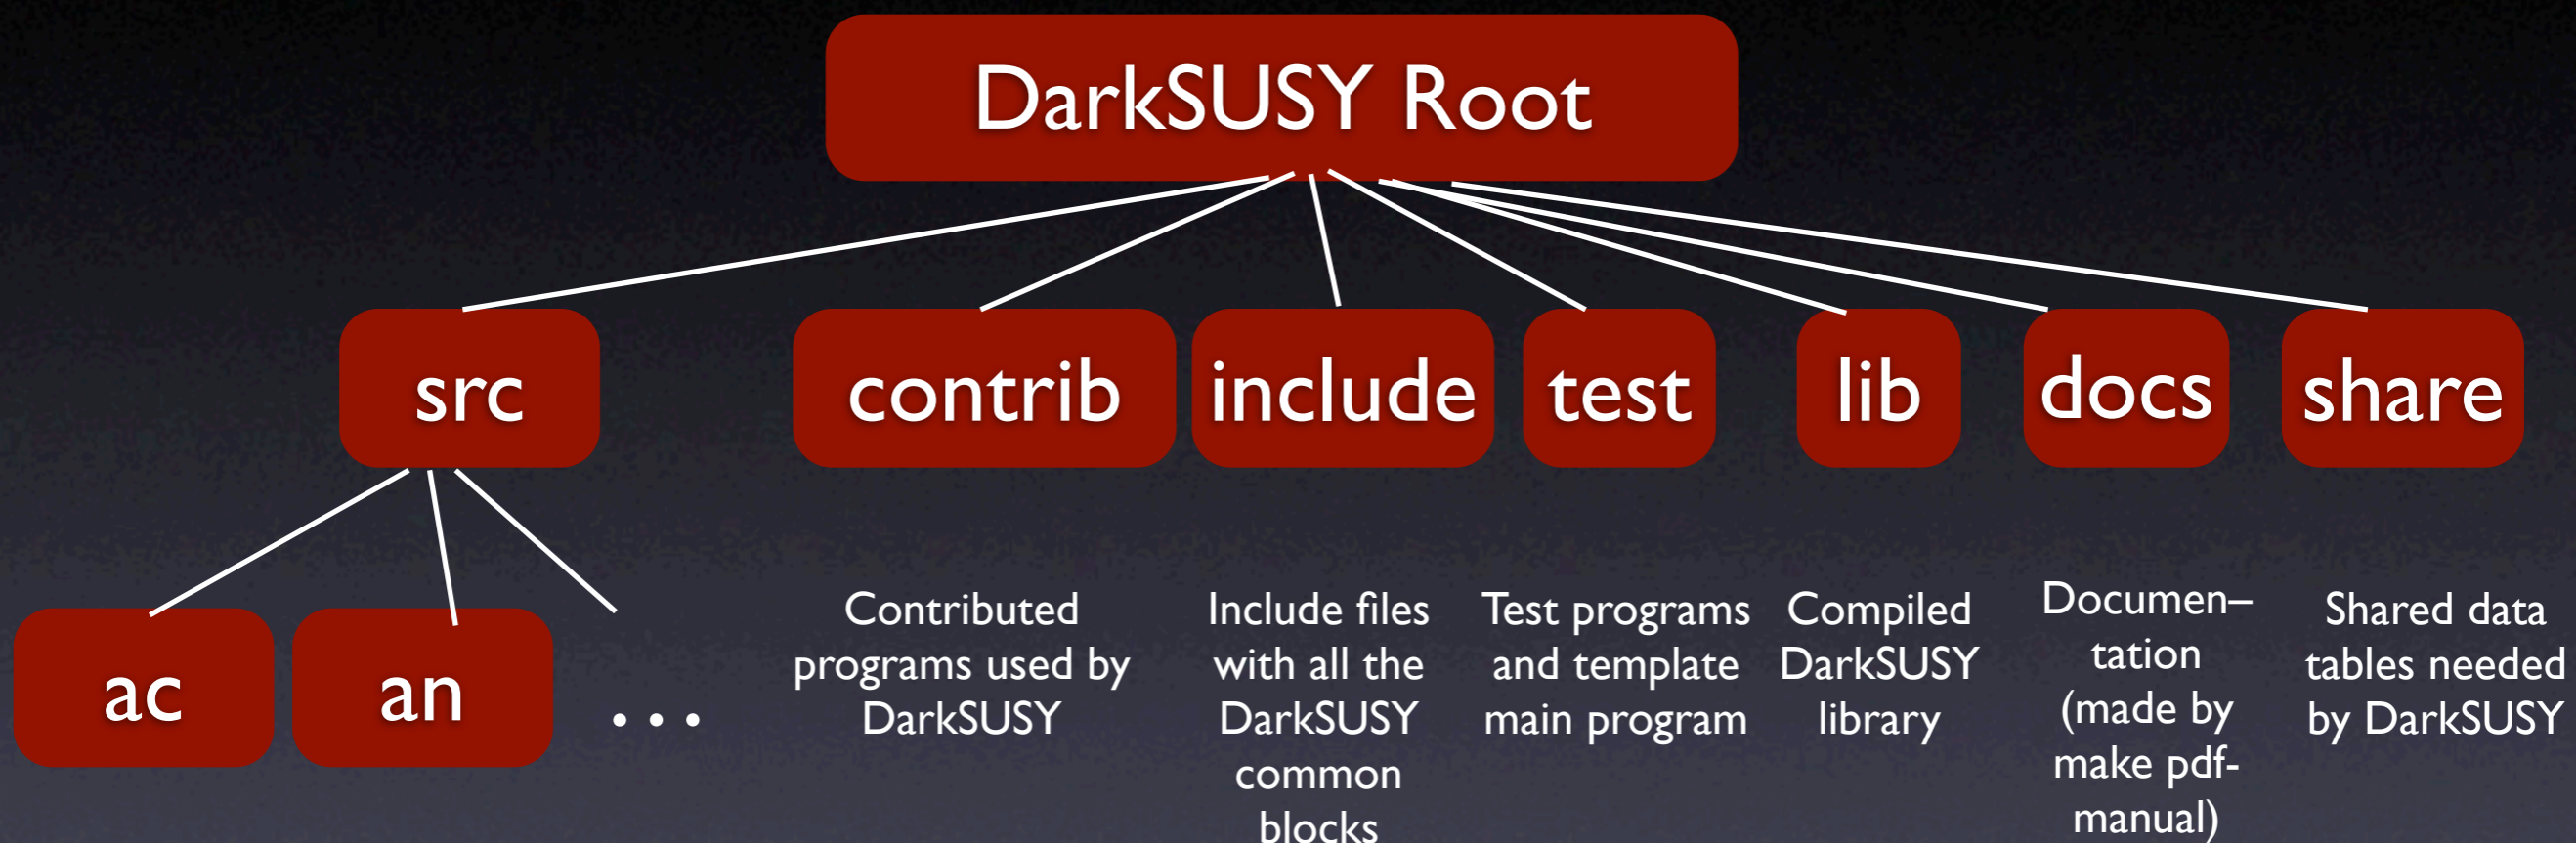 DarkSUSY Root
src
contrib
include
test
lib
docs
share
ac
an
...
Contributed
programs used by
DarkSUSY
Include files
with all the
DarkSUSY
common
blocks
Test programs
and template
main program
Compiled
DarkSUSY
library
Documen–
tation
(made by
make pdf-
manual)
Shared data
tables needed
by DarkSUSY